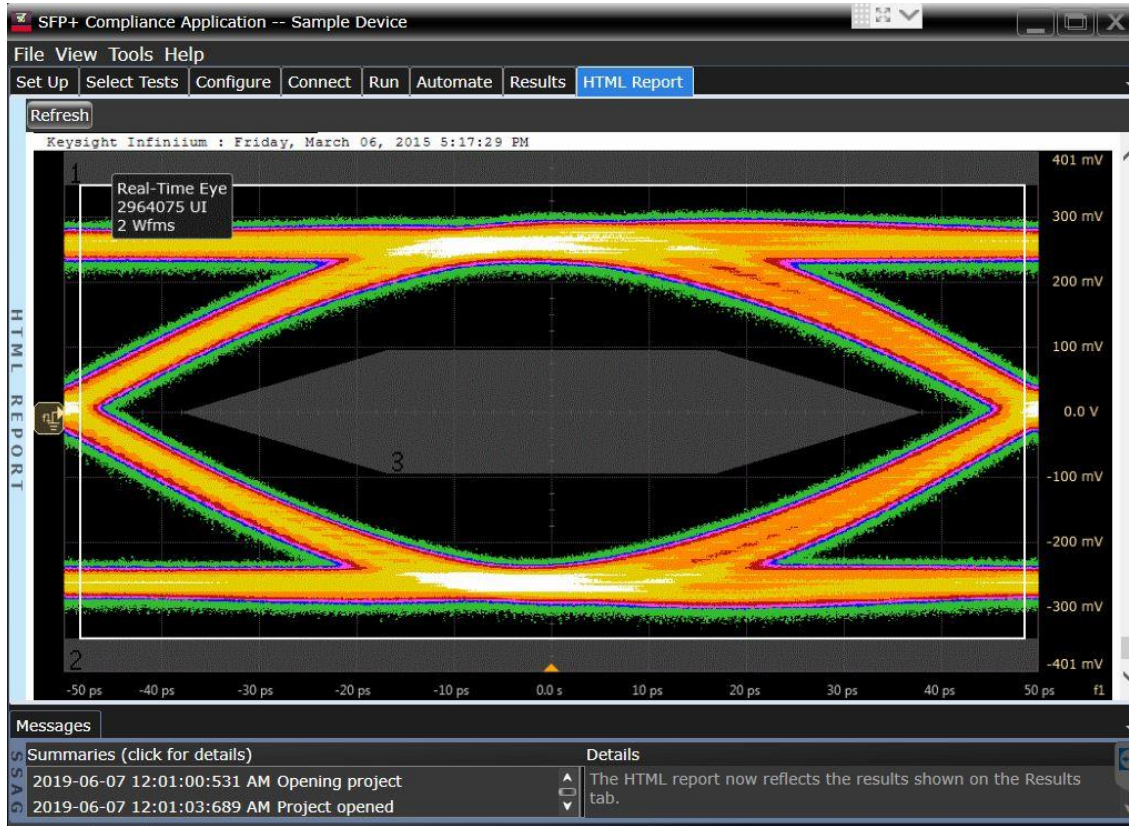 SFP+ Compliance Application -- Sample Device
File View Tools Help
Set Up Select Tests Configure Connect Run Automate Results HTML Report
Refresh
HTML REPORT
Keysight Infiniium : Friday, March 06, 2015 5:17:29 PM
1
Real-Time Eye
2964075 UI
2 Wfms
401 mV
300 mV
200 mV
100 mV
0.0 V
-100 mV
-200 mV
-300 mV
-401 mV
3
2
-50 ps -40 ps -30 ps -20 ps -10 ps 0.0 s 10 ps 20 ps 30 ps 40 ps 50 ps f1
Messages
Summaries (click for details) Details
2019-06-07 12:01:00:531 AM Opening project
2019-06-07 12:01:03:689 AM Project opened
The HTML report now reflects the results shown on the Results
tab.
SSAG